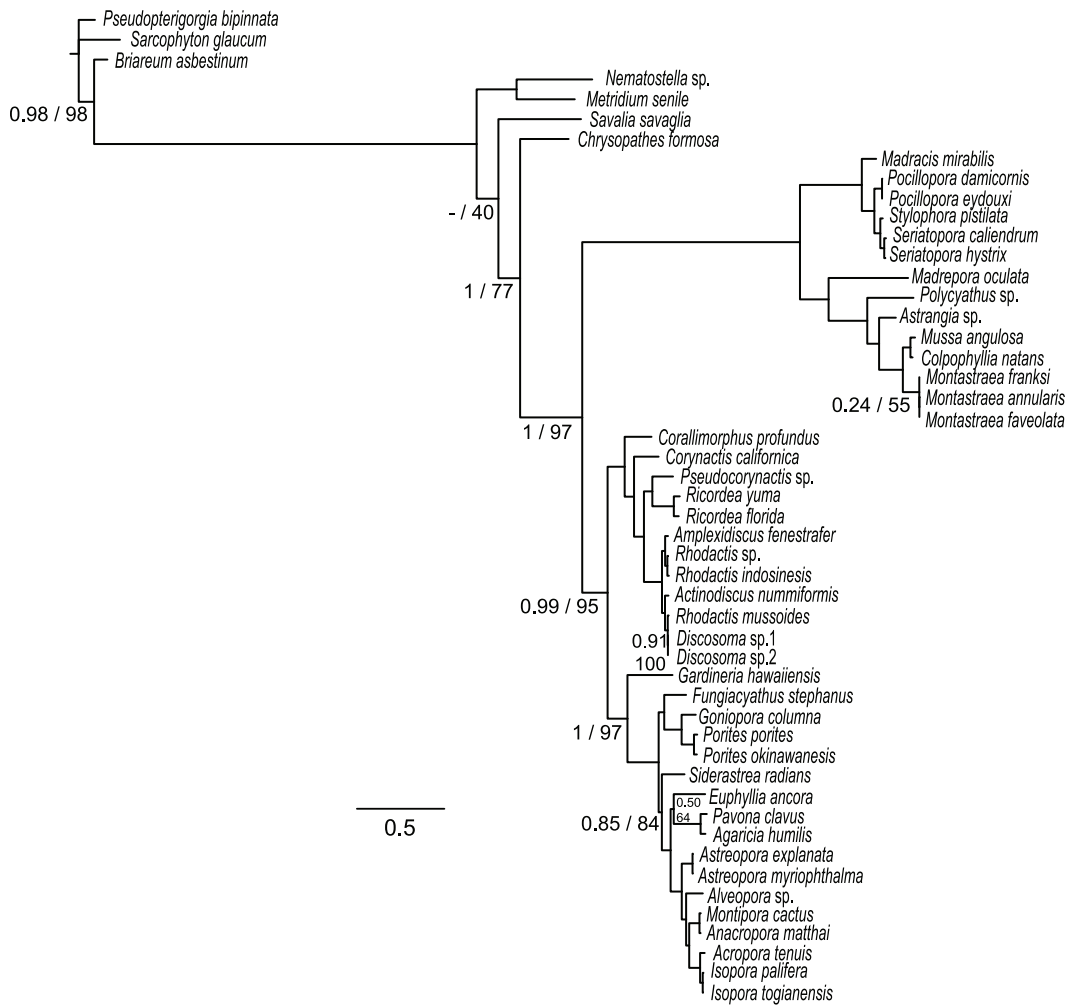 Pseudopterigorgia bipinnata
Sarcophyton glaucum
Briareum asbestinum
0.98 / 98
Nematostella sp.
Metridium senile
Savalia savaglia
Chrysopathes formosa
Madracis mirabilis
Pocillopora damicornis
Pocillopora eydouxi
- / 40
Stylophora pistilata
Seriatopora caliendrum
Seriatopora hystrix
1 / 77
Madrepora oculata
Polycyathus sp.
Astrangia sp.
Mussa angulosa
Colpophyllia natans
Montastraea franksi
0.24 / 55
Montastraea annularis
Montastraea faveolata
1 / 97
Corallimorphus profundus
Corynactis californica
Pseudocorynactis sp.
Ricordea yuma
Ricordea florida
Amplexidiscus fenestrafer
Rhodactis sp.
Rhodactis indosinesis
Actinodiscus nummiformis
0.99 / 95
Rhodactis mussoides
0.91
Discosoma sp.1
Discosoma sp.2
100
Gardineria hawaiiensis
Fungiacyathus stephanus
Goniopora columna
1 / 97
Porites porites
Porites okinawanesis
Siderastrea radians
Euphyllia ancora
0.50
64
Pavona clavus
0.5
0.85 / 84
Agaricia humilis
Astreopora explanata
Astreopora myriophthalma
Alveopora sp.
Montipora cactus
Anacropora matthai
Acropora tenuis
Isopora palifera
Isopora togianensis